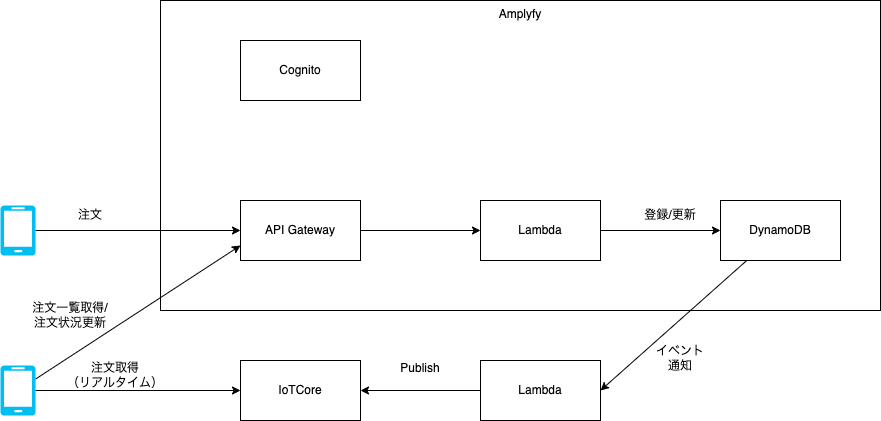 Amplyfy
Cognito
注文
API Gateway
Lambda
登録/更新
DynamoDB
注文一覧取得/
注文状況更新
注文取得
（リアルタイム）
IoTCore
Publish
Lambda
イベント
通知